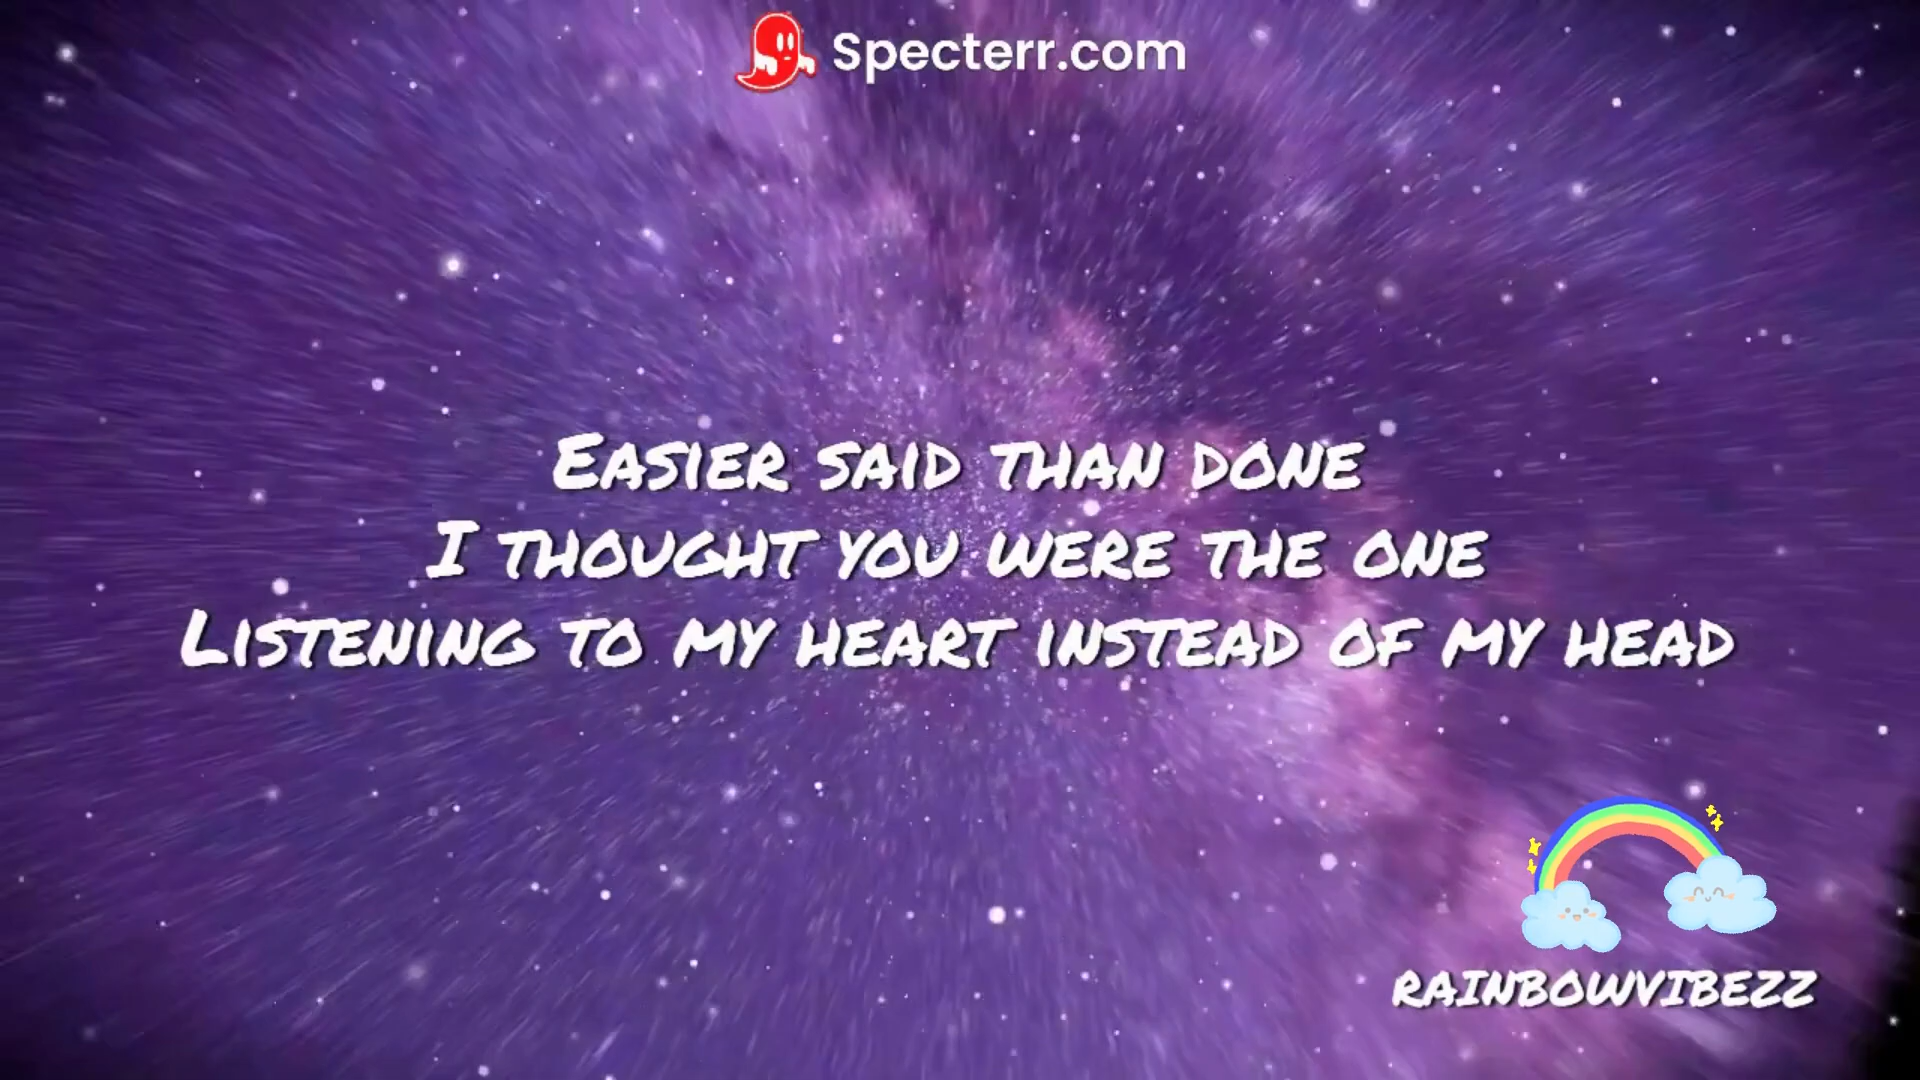 Specterr.com
Easier said than done
I thought you were the one
Listening to my heart instead of my head
RAINBOWVIBEZZ